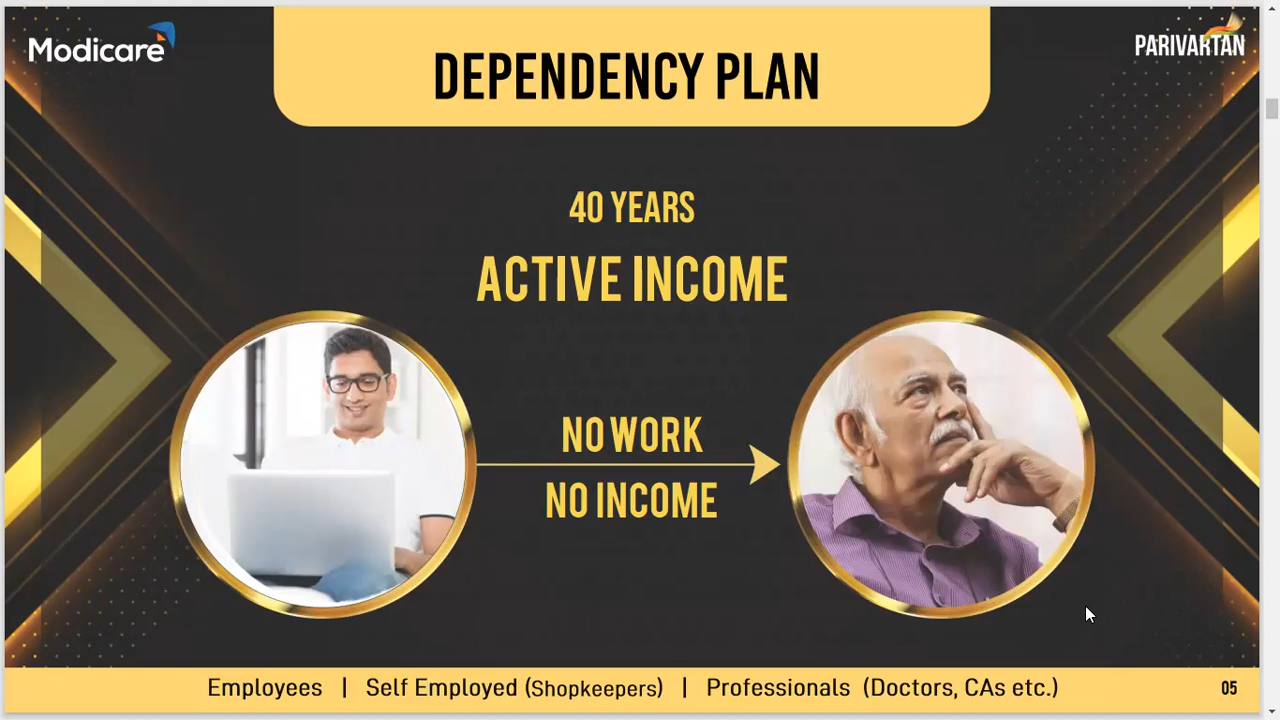 Modicare
PARIVARTAN
DEPENDENCY PLAN
40 YEARS
ACTIVE INCOME
NO WORK
NO INCOME
Employees | Self Employed (Shopkeepers) | Professionals (Doctors, CAs etc.)
05